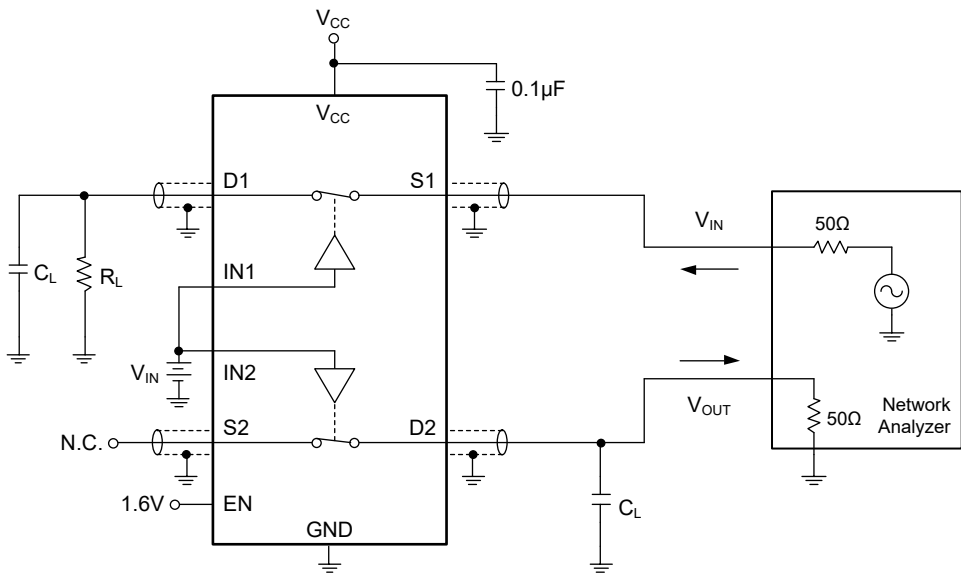 VCC
0.1µF
VCC
D1
S1
VIN
50Ω
CL
RL
IN1
VIN
IN2
VOUT
50Ω
Network
Analyzer
N.C.
S2
D2
1.6V
EN
CL
GND